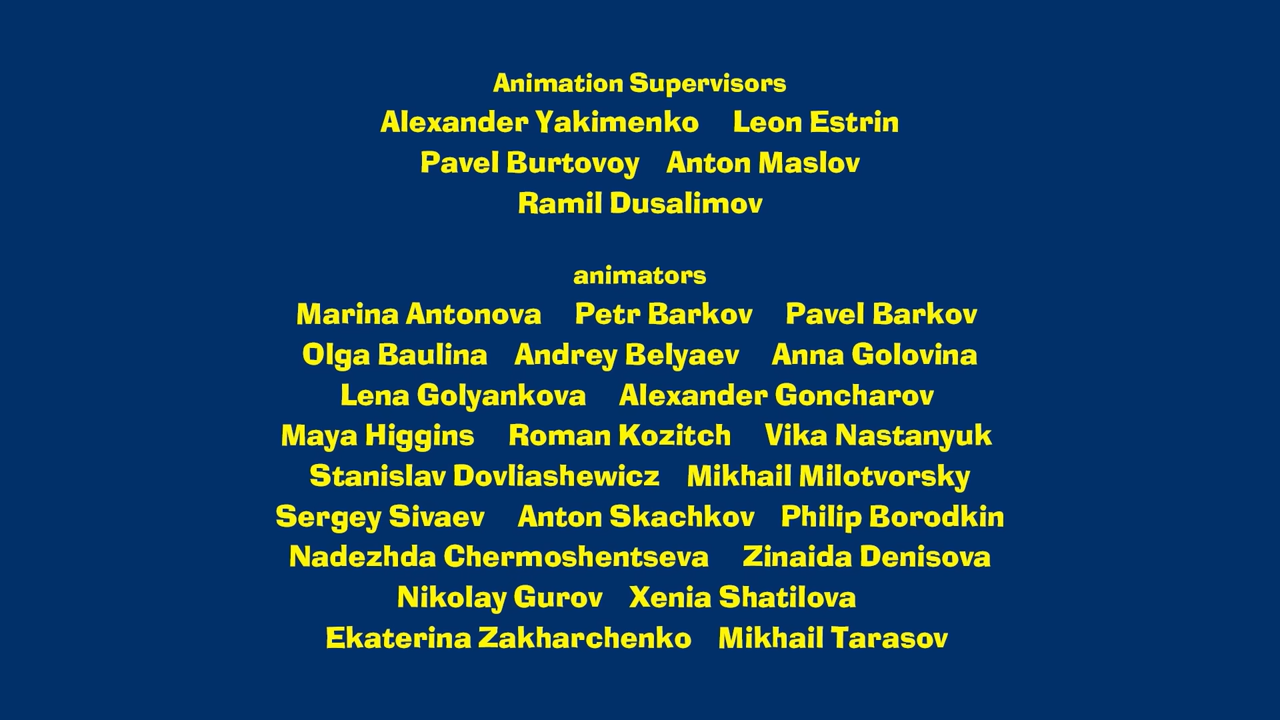 Animation Supervisors
Alexander Yakimenko Leon Estrin
Pavel Burtovoy Anton Maslov
Ramil Dusalimov
animators
Marina Antonova Petr Barkov Pavel Barkov
Olga Baulina Andrey Belyaev Anna Golovina
Lena Golyankova Alexander Goncharov
Maya Higgins Roman Kozitch Vika Nastanyuk
Stanislav Dovliashewicz Mikhail Milotvorsky
Sergey Sivaev Anton Skachkov Philip Borodkin
Nadezhda Chermoshentseva Zinaida Denisova
Nikolay Gurov Xenia Shatilova
Ekaterina Zakharchenko Mikhail Tarasov